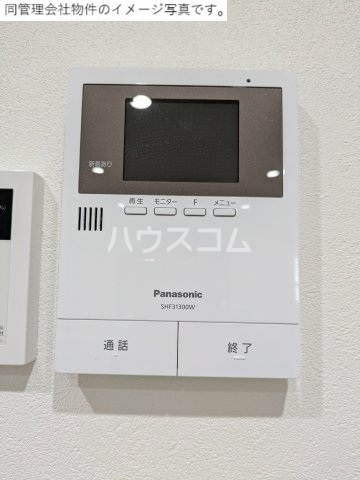 同管理会社物件のイメージ写真です。
新着あり
再生 モニター F メニュー
ハウスコム
Panasonic
SHF31300W
通話 終了